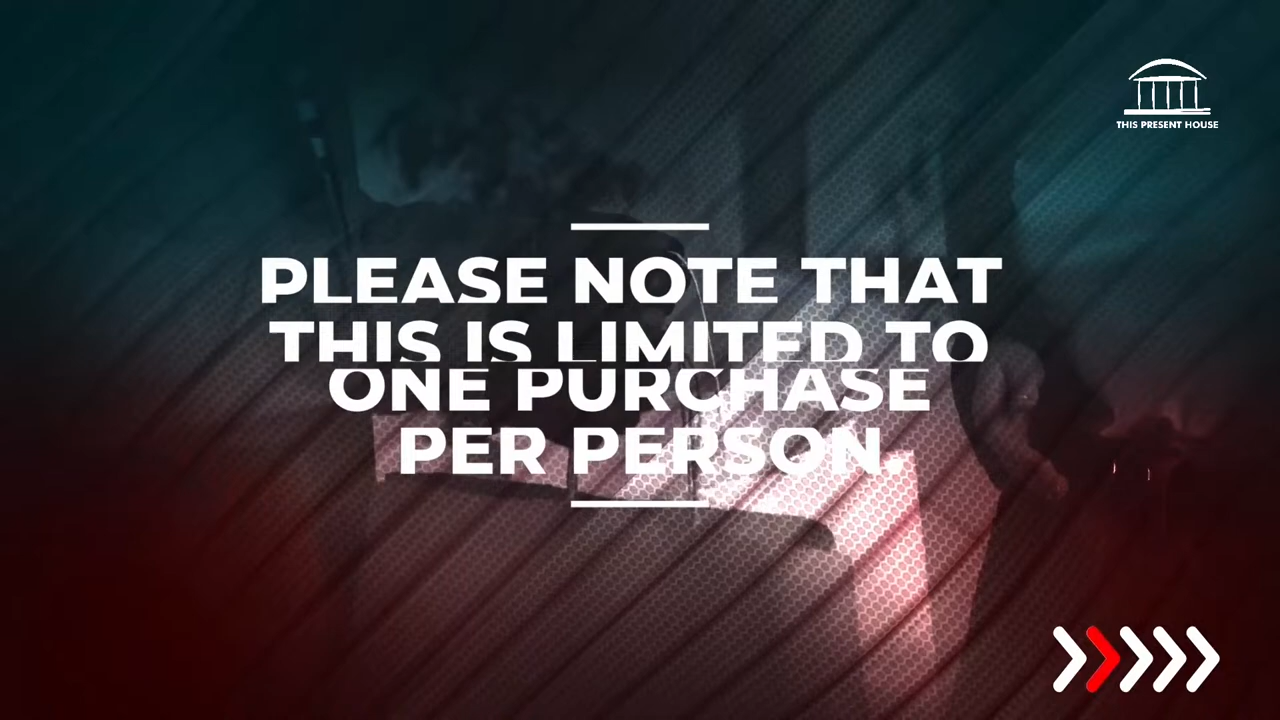 THIS PRESENT HOUSE
PLEASE NOTE THAT
THIS IS LIMITED TO
ONE PURCHASE
PER PERSON.